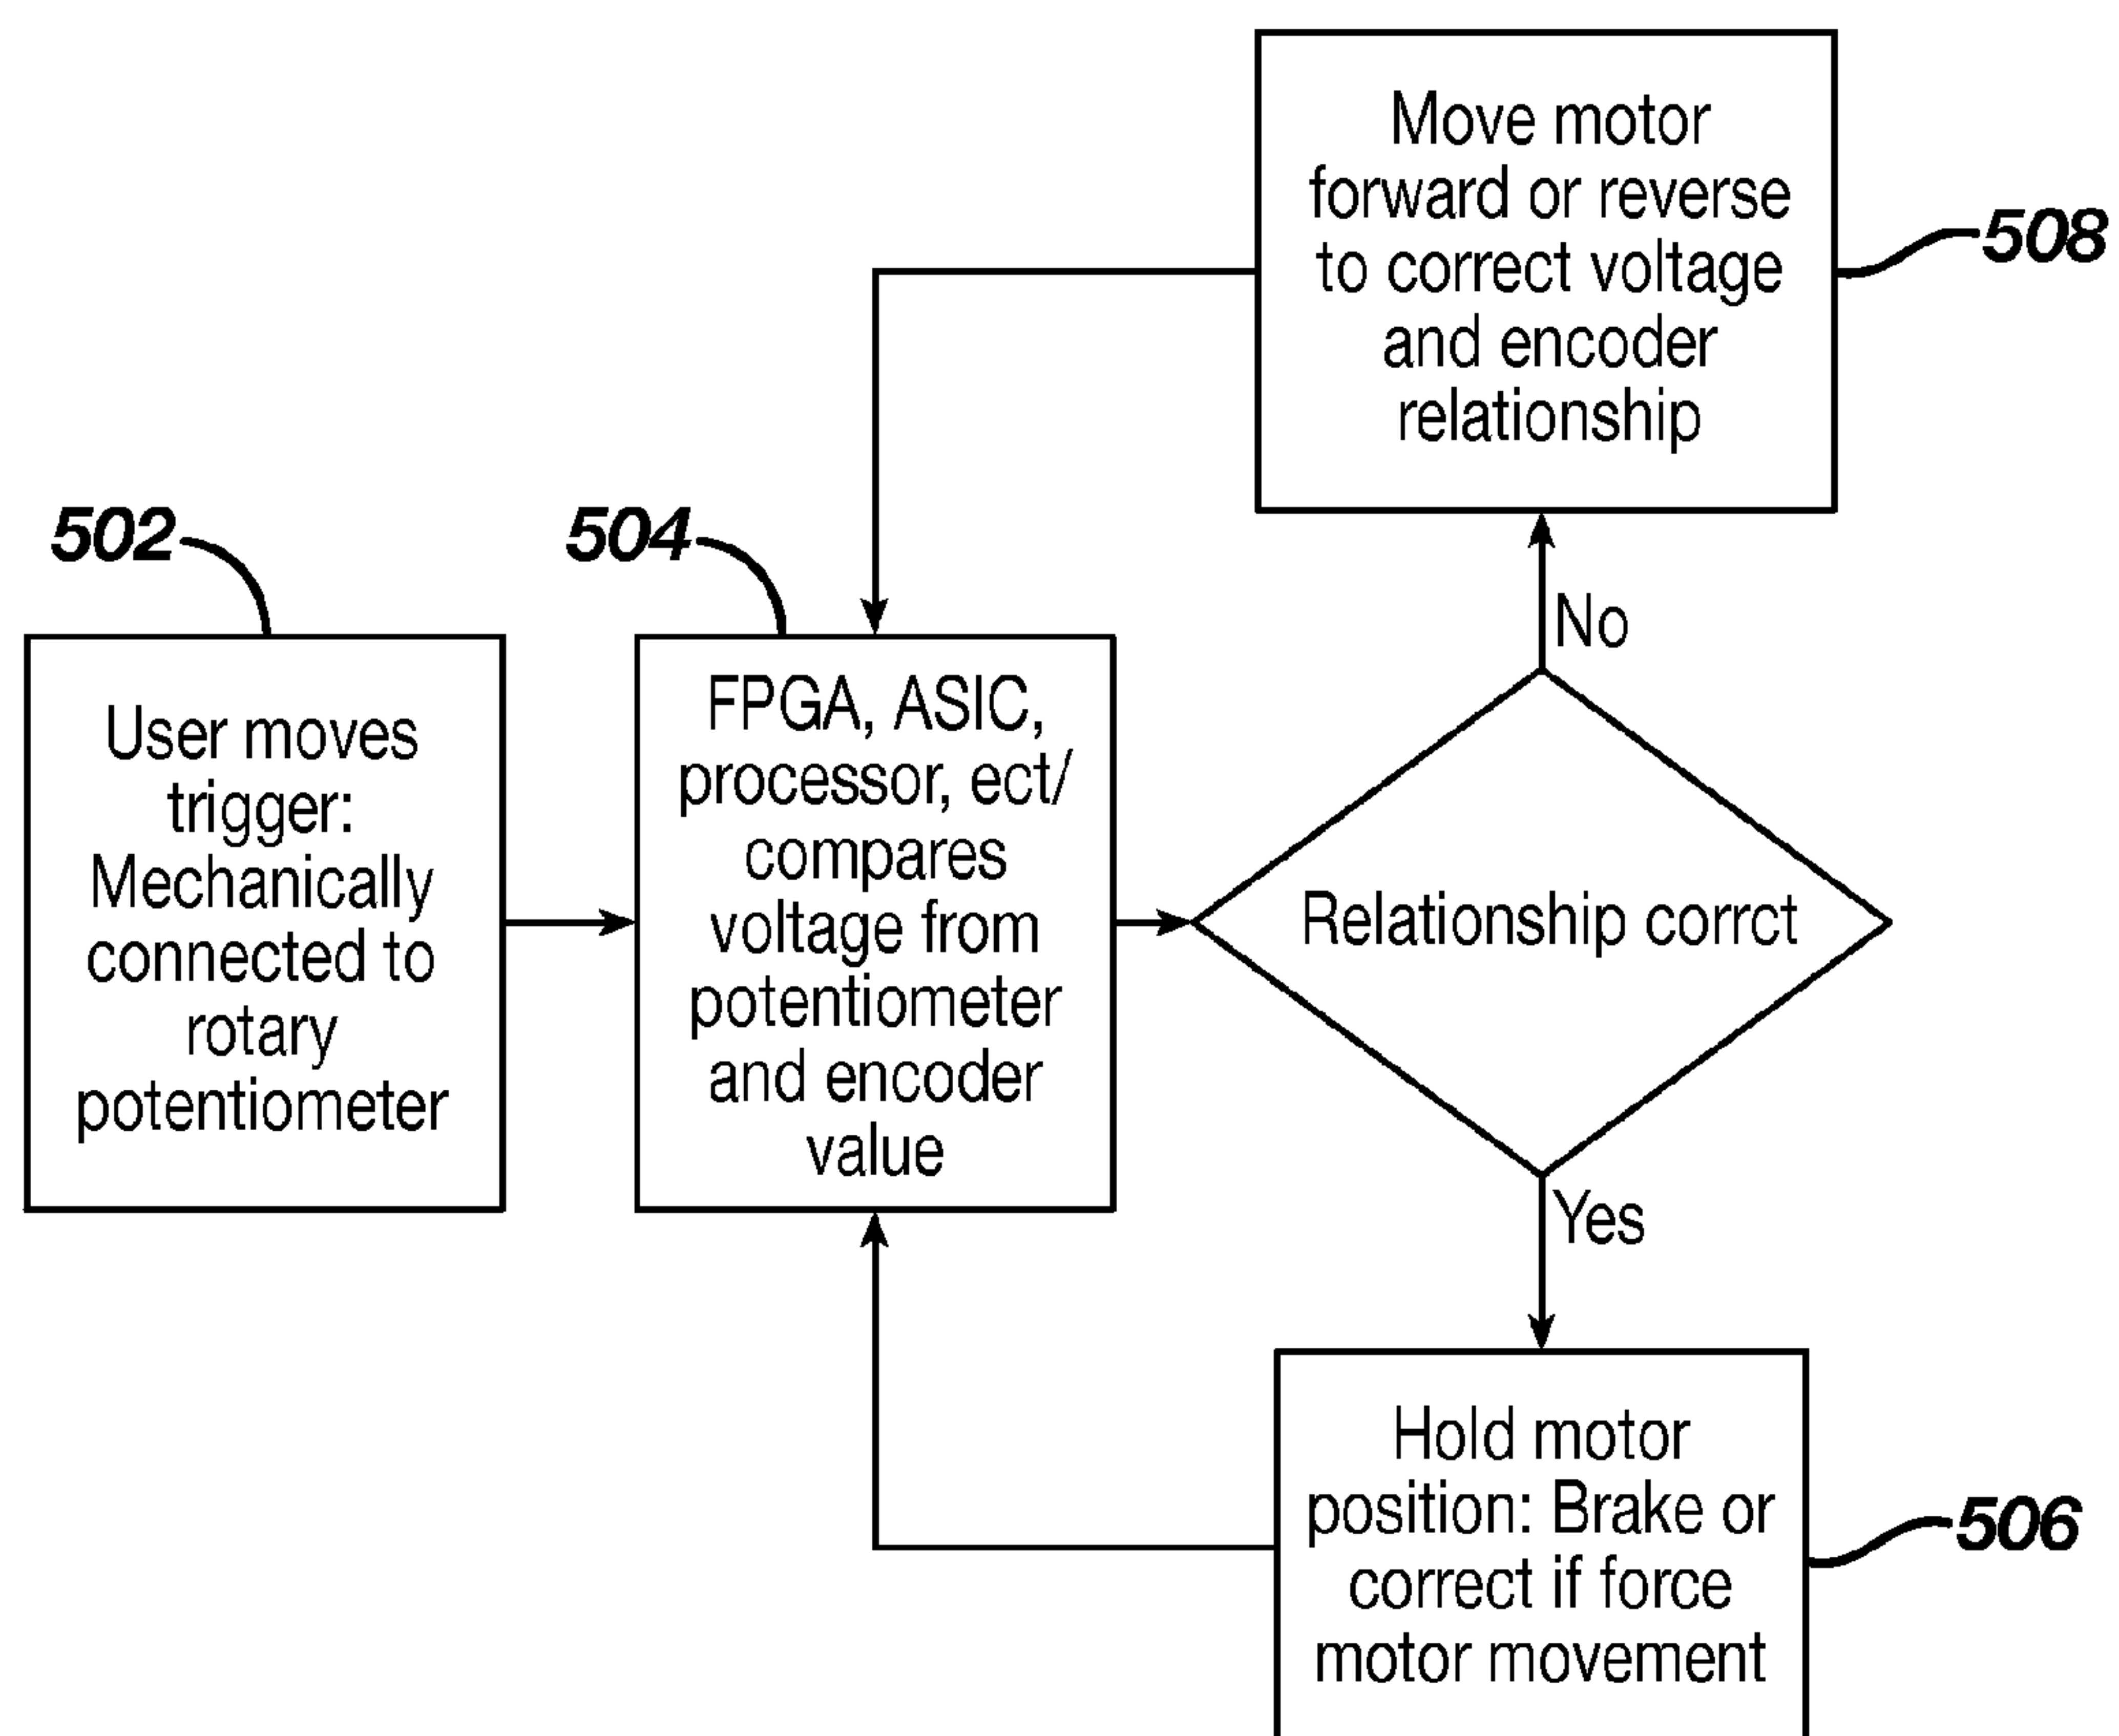 502
User moves
trigger:
Mechanically
connected to
rotary
potentiometer
504
FPGA, ASIC,
processor, ect/
compares
voltage from
potentiometer
and encoder
value
Relationship corrct
No
Move motor
forward or reverse
to correct voltage
and encoder
relationship
508
Yes
Hold motor
position: Brake or
correct if force
motor movement
506